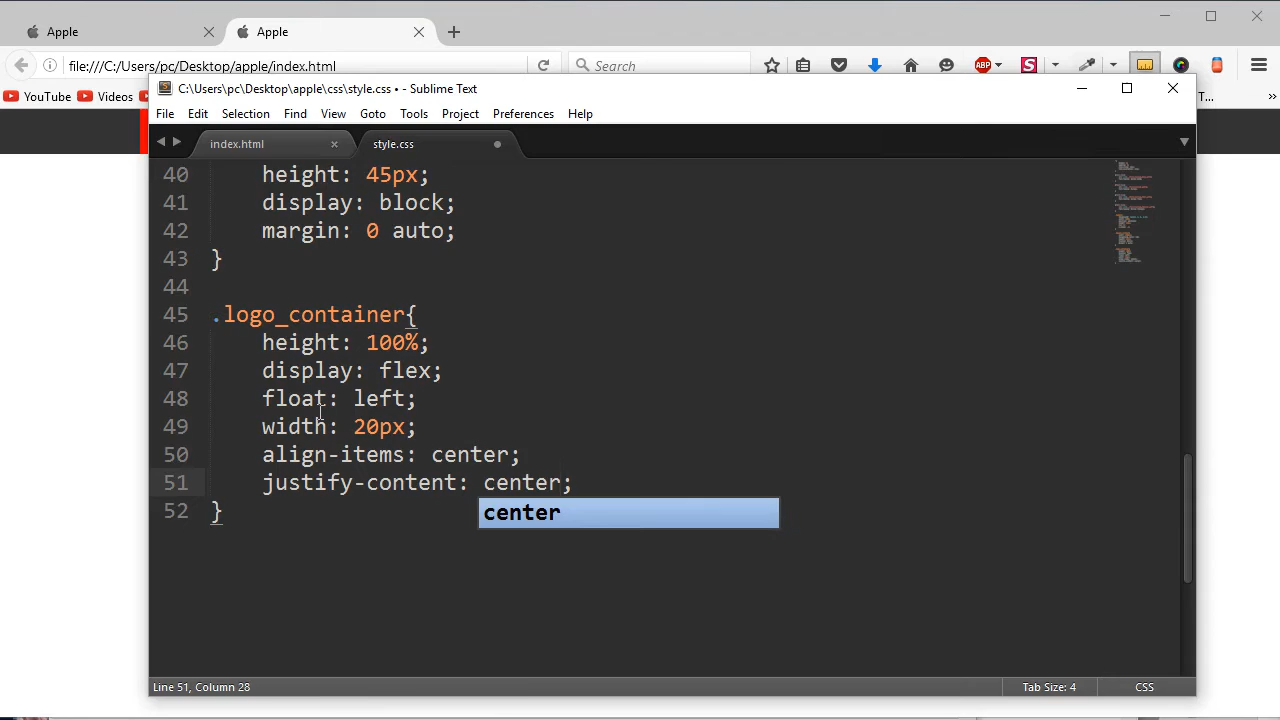 Apple
Apple
file:///C:/Users/pc/Desktop/apple/index.html
Search
ABP
S
YouTube
Videos
T...
C:\Users\pc\Desktop\apple\css\style.css • - Sublime Text
File Edit Selection Find View Goto Tools Project Preferences Help
index.html
style.css
40 height: 45px;
41 display: block;
42 margin: 0 auto;
43 }
44
45 .logo_container{
46 height: 100%;
47 display: flex;
48 float: left;
49 width: 20px;
50 align-items: center;
51 justify-content: center;
center
52 }
Line 51, Column 28
Tab Size: 4
CSS